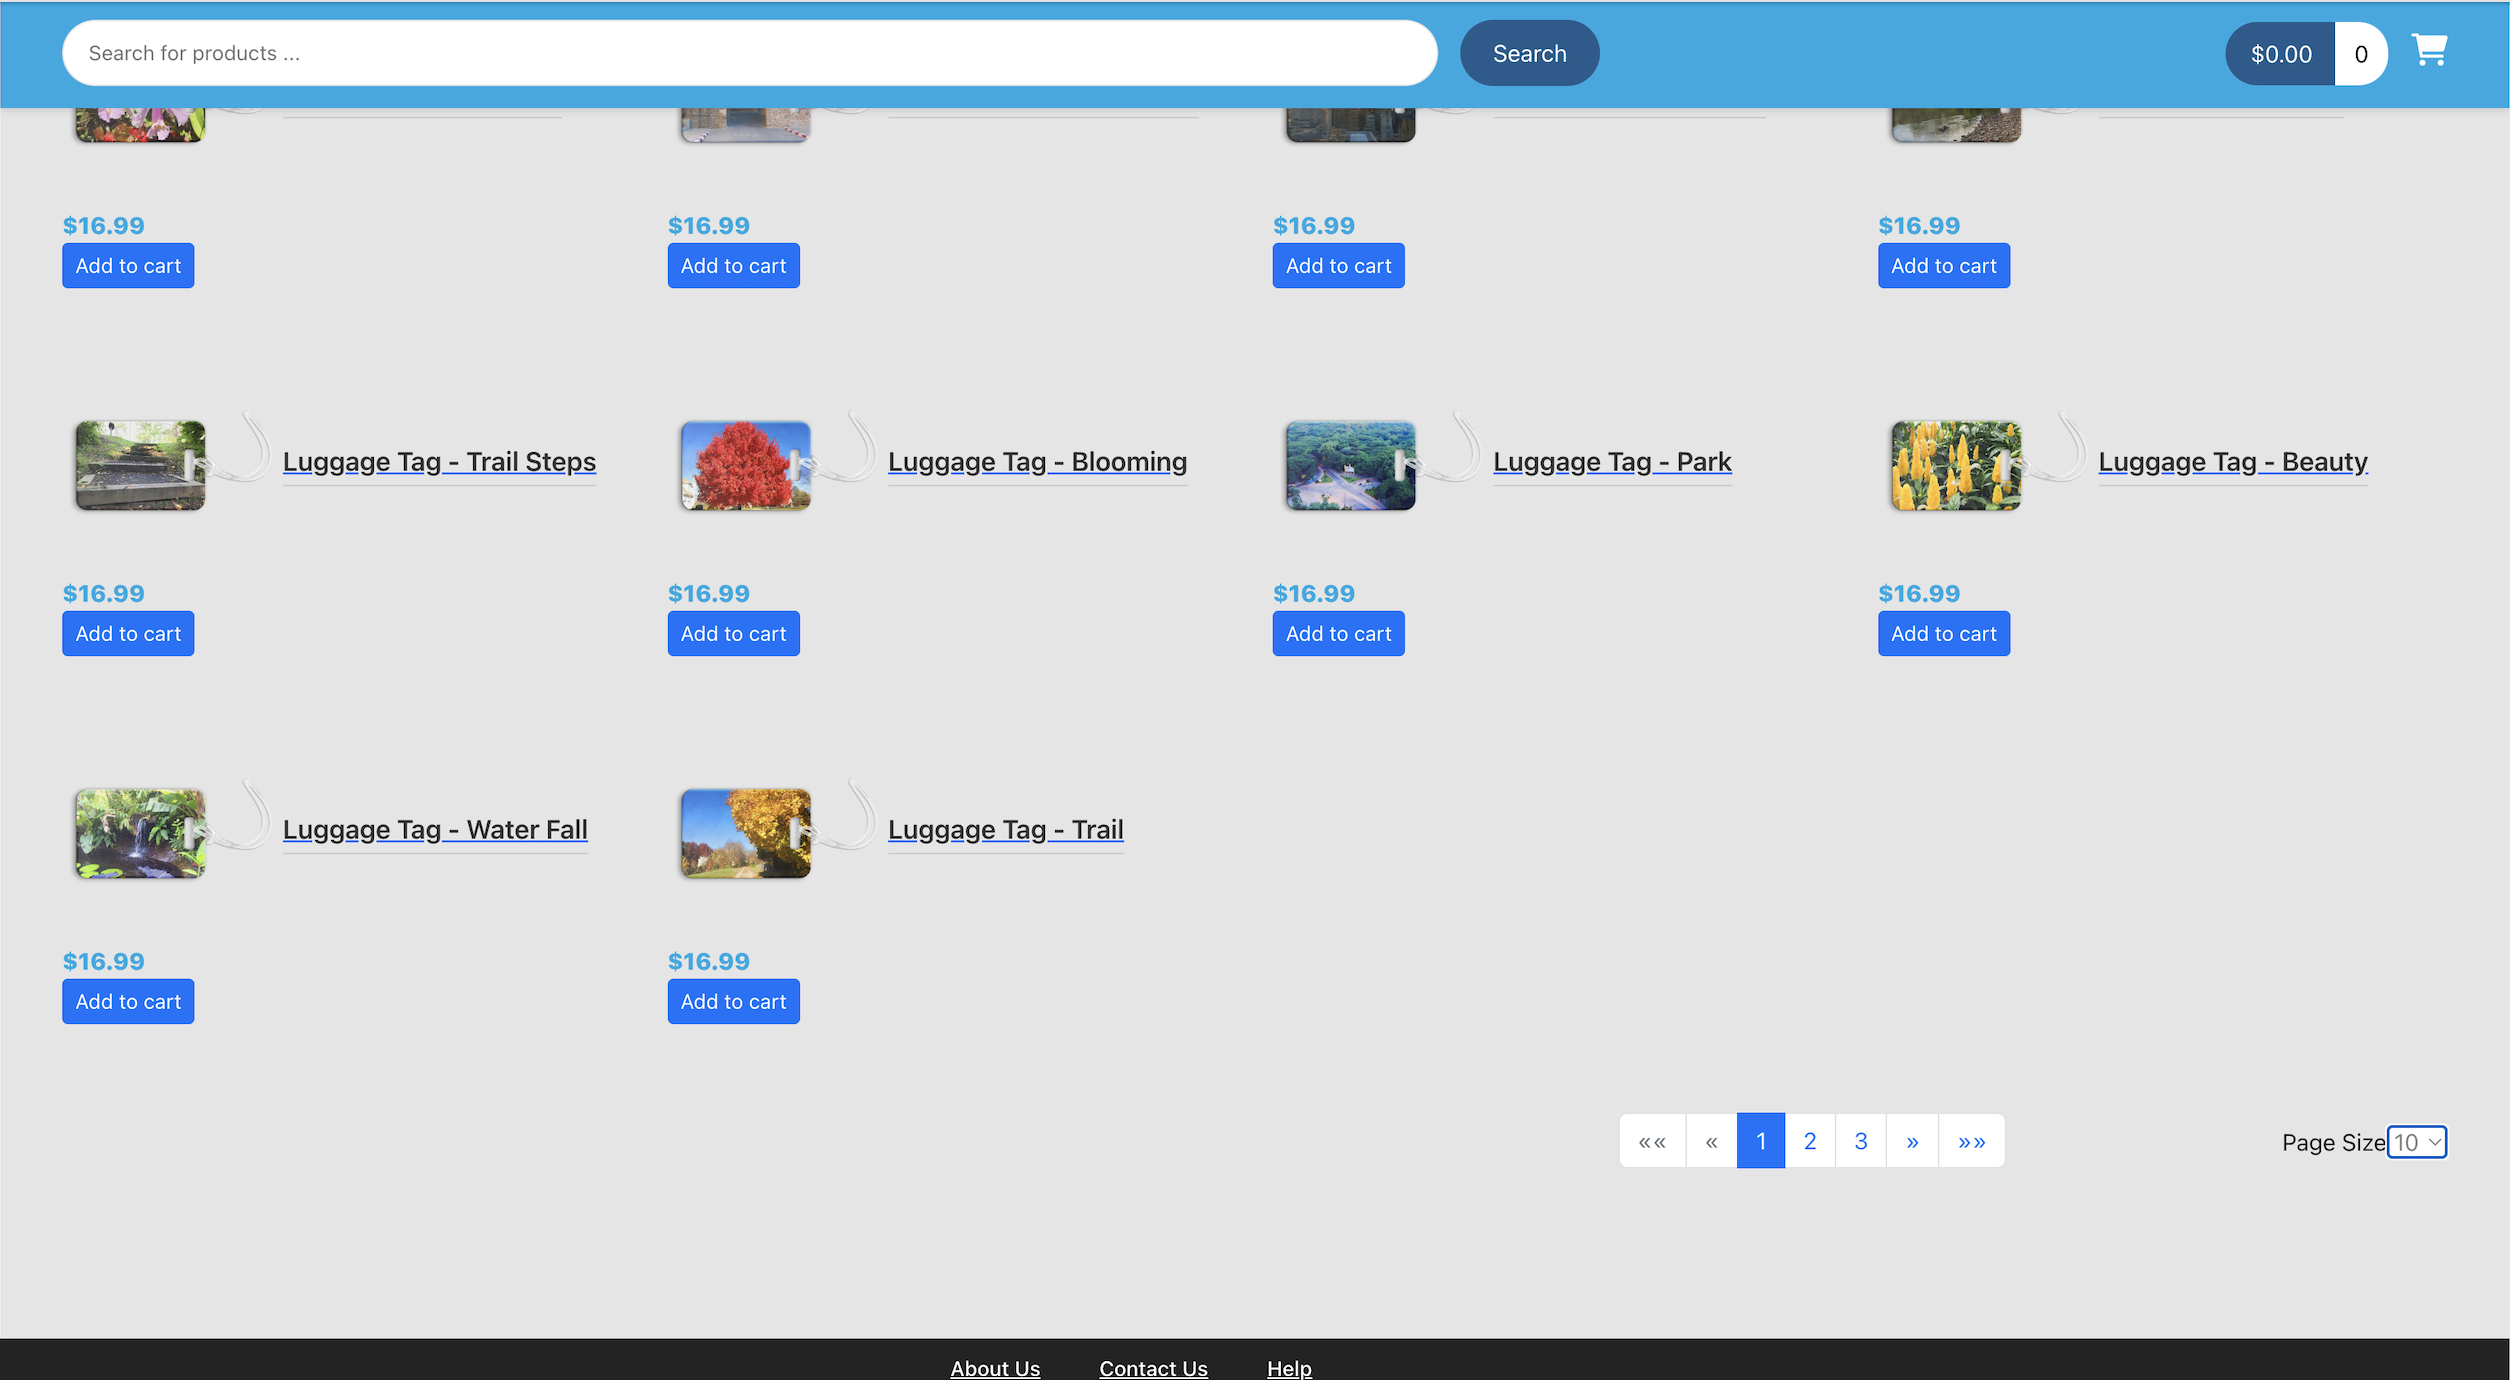 Search for products ...
Search
$0.00
0
$16.99
$16.99
$16.99
$16.99
Add to cart
Add to cart
Add to cart
Add to cart
Luggage Tag - Trail Steps
Luggage Tag - Blooming
Luggage Tag - Park
Luggage Tag - Beauty
$16.99
$16.99
$16.99
$16.99
Add to cart
Add to cart
Add to cart
Add to cart
Luggage Tag - Water Fall
Luggage Tag - Trail
$16.99
$16.99
Add to cart
Add to cart
«« « 1 2 3 » »»
Page Size 10
About Us
Contact Us
Help